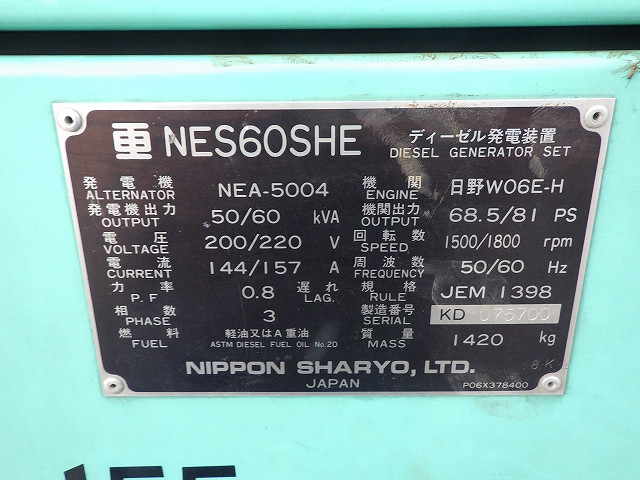 重 NES60SHE ディーゼル発電装置
DIESEL GENERATOR SET
発電機 NEA-5004 機関 日野W06E-H
ALTERNATOR ENGINE
発電機出力 50/60 kVA 機関出力 68.5/81 PS
OUTPUT OUTPUT
電圧 200/220 V 回転数 1500/1800 rpm
VOLTAGE SPEED
電流 144/157 A 周波数 50/60 Hz
CURRENT FREQUENCY
力率 0.8 遅れ 規格 JEM 1398
P.F LAG. RULE
相数 3 製造番号 KD 075700
PHASE SERIAL
燃料 軽油又はA重油 質量 1420 kg
FUEL ASTM DIESEL FUEL OIL No.2D MASS
NIPPON SHARYO, LTD. 8-K
JAPAN P06X378400